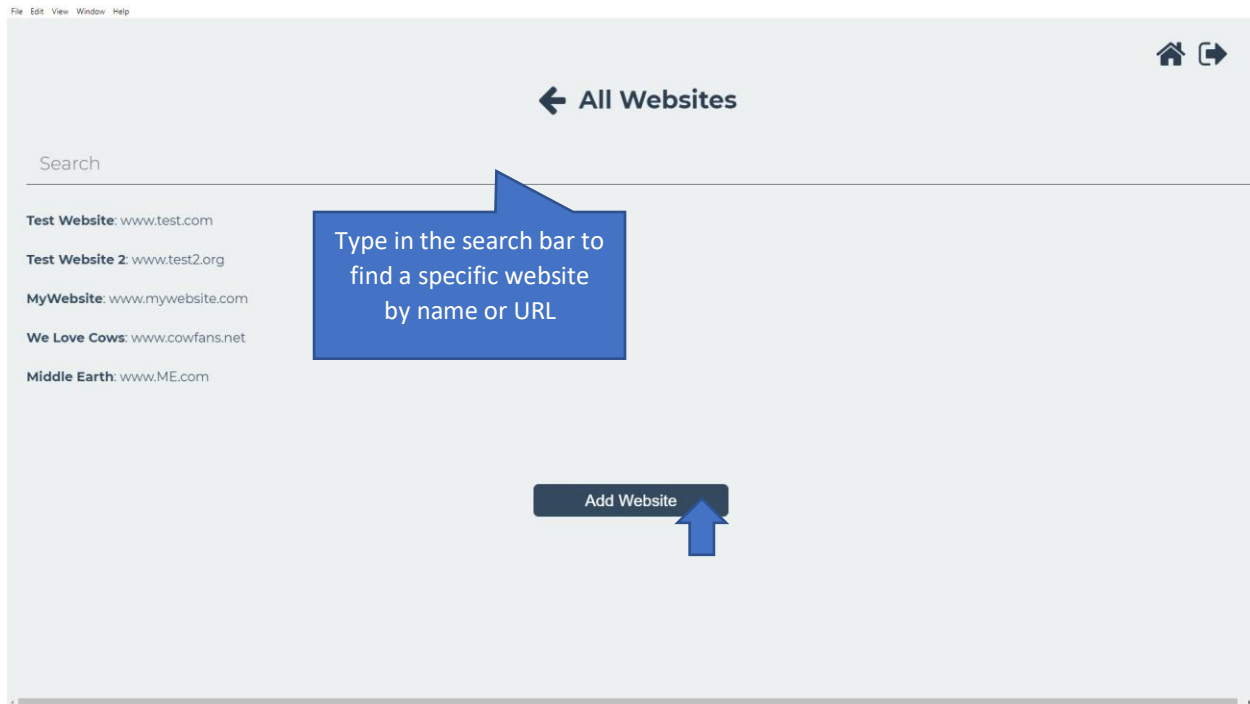 File Edit View Window Help
All Websites
Search
Test Website: www.test.com
Test Website 2: www.test2.org
MyWebsite: www.mywebsite.com
We Love Cows: www.cowfans.net
Middle Earth: www.ME.com
Type in the search bar to
find a specific website
by name or URL
Add Website